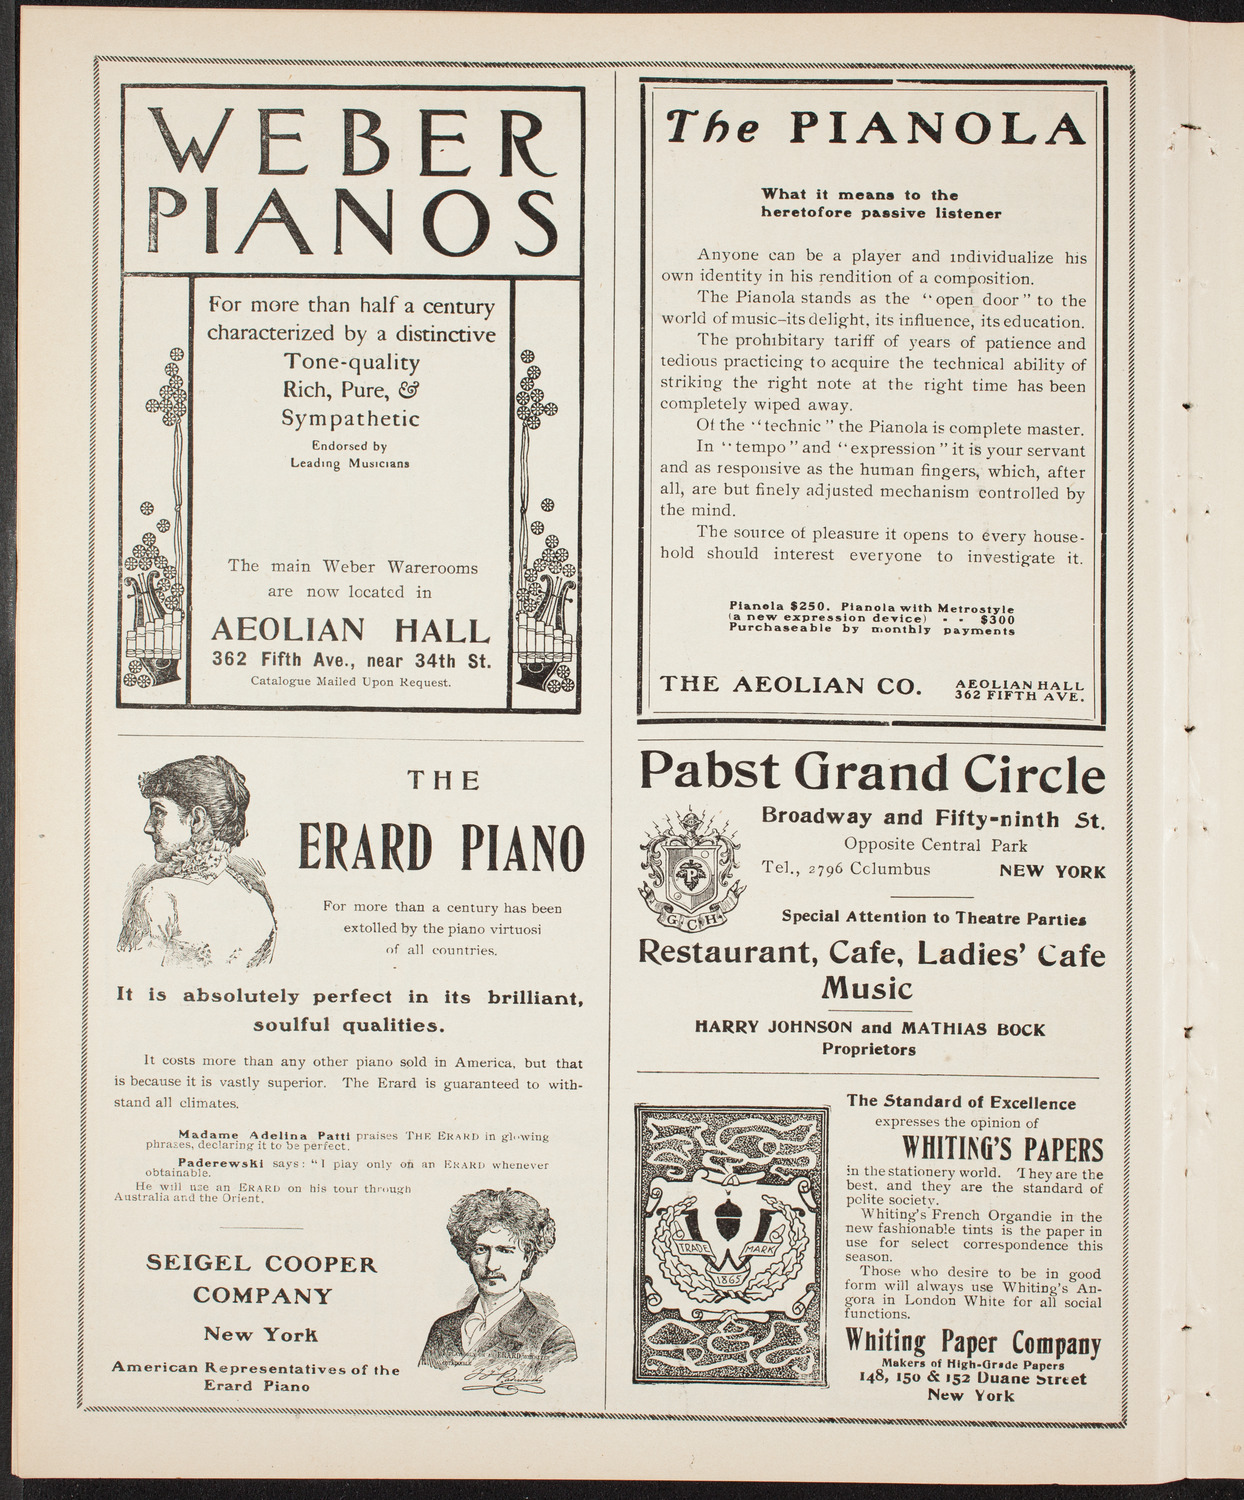 WEBER
PIANOS
For more than half a century
characterized by a distinctive
Tone-quality
Rich, Pure, &
Sympathetic
Endorsed by
Leading Musicians
The main Weber Warerooms
are now located in
AEOLIAN HALL
362 Fifth Ave., near 34th St.
Catalogue Mailed Upon Request.
THE
ERARD PIANO
For more than a century has been
extolled by the piano virtuosi
of all countries.
It is absolutely perfect in its brilliant,
soulful qualities.
It costs more than any other piano sold in America, but that
is because it is vastly superior. The Erard is guaranteed to with-
stand all climates.
Madame Adelina Patti praises THE ERARD in glowing
phrases, declaring it to be perfect.
Paderewski says: "I play only on an ERARD whenever
obtainable.
He will use an ERARD on his tour through
Australia and the Orient.
SEIGEL COOPER
COMPANY
New York
American Representatives of the
Erard Piano
The PIANOLA
What it means to the
heretofore passive listener
Anyone can be a player and individualize his
own identity in his rendition of a composition.
The Pianola stands as the "open door" to the
world of music—its delight, its influence, its education.
The prohibitary tariff of years of patience and
tedious practicing to acquire the technical ability of
striking the right note at the right time has been
completely wiped away.
Of the "technic" the Pianola is complete master.
In "tempo" and "expression" it is your servant
and as responsive as the human fingers, which, after
all, are but finely adjusted mechanism controlled by
the mind.
The source of pleasure it opens to every house-
hold should interest everyone to investigate it.
Pianola $250. Pianola with Metrostyle
(a new expression device) - - $300
Purchaseable by monthly payments
THE AEOLIAN CO. AEOLIAN HALL
362 FIFTH AVE.
Pabst Grand Circle
Broadway and Fifty-ninth St.
Opposite Central Park
Tel., 2796 Columbus NEW YORK
P
G.C.H.
Special Attention to Theatre Parties
Restaurant, Cafe, Ladies' Cafe
Music
HARRY JOHNSON and MATHIAS BOCK
Proprietors
The Standard of Excellence
expresses the opinion of
WHITING'S PAPERS
in the stationery world. They are the
best, and they are the standard of
polite society.
Whiting's French Organdie in the
new fashionable tints is the paper in
use for select correspondence this
season.
Those who desire to be in good
form will always use Whiting's An-
gora in London White for all social
functions.
Whiting Paper Company
Makers of High-Grade Papers
148, 150 & 152 Duane Street
New York
TRADE MARK
1865